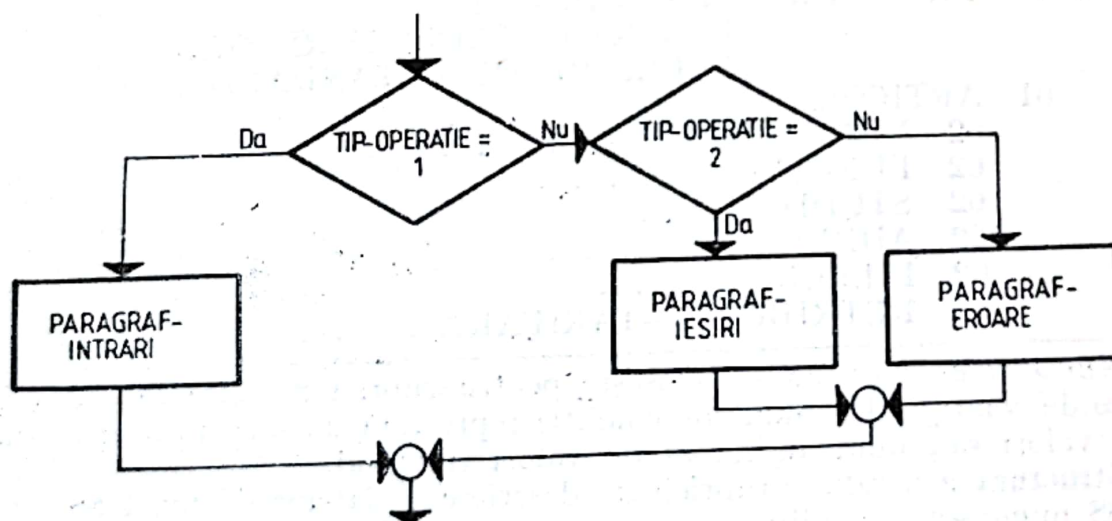 Da
TIP-OPERATIE =
1
Nu
TIP-OPERATIE =
2
Nu
Da
PARAGRAF-
INTRARI
PARAGRAF-
IESIRI
PARAGRAF-
EROARE